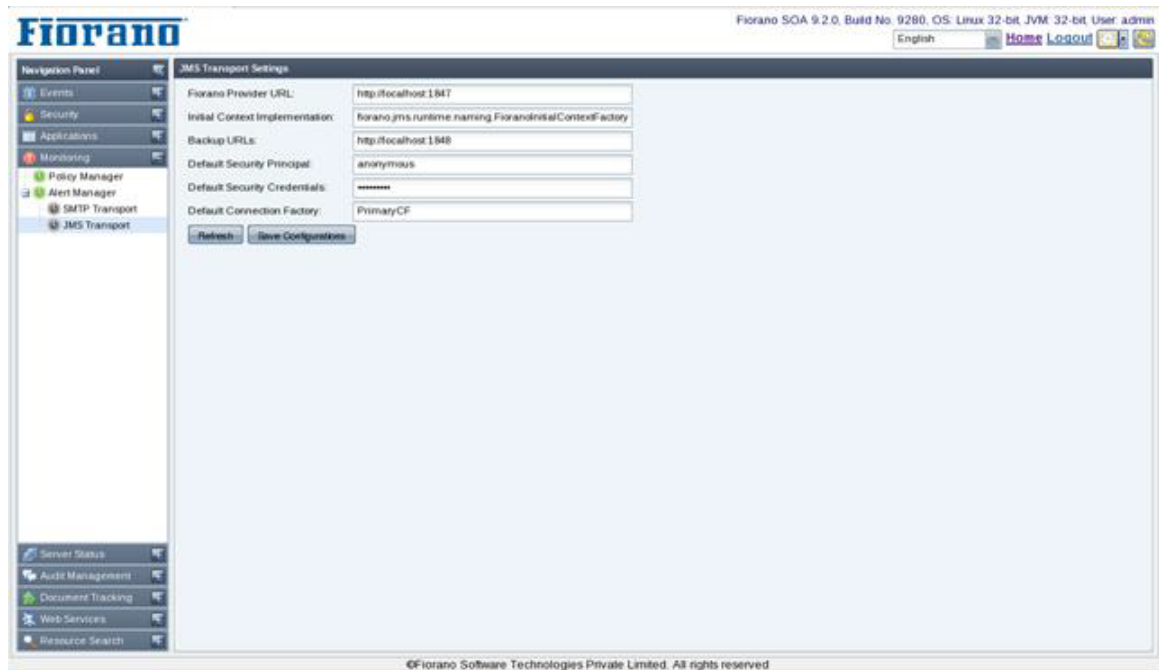 Fiorano
Fiorano SOA 9.2.0, Build No. 9280, OS: Linux 32-bit, JVM: 32-bit, User: admin
English Home Logout
Navigation Panel
Events
Security
Applications
Monitoring
Policy Manager
Alert Manager
SMTP Transport
JMS Transport
Server Status
Audit Management
Document Tracking
Web Services
Resource Search
JMS Transport Settings
Fiorano Provider URL: http://localhost:1847
Initial Context Implementation: fiorano.jms.runtime.naming.FioranoInitialContextFactory
Backup URLs: http://localhost:1848
Default Security Principal: anonymous
Default Security Credentials: •••••••••
Default Connection Factory: PrimaryCF
Refresh Save Configurations
©Fiorano Software Technologies Private Limited. All rights reserved